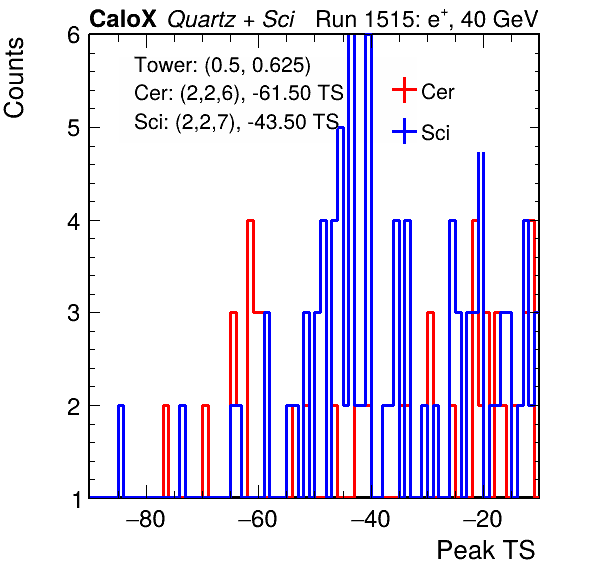 CaloX Quartz + Sci Run 1515: e⁺, 40 GeV
Counts
6
5
4
3
2
1
Tower: (0.5, 0.625)
Cer: (2,2,6), -61.50 TS
Sci: (2,2,7), -43.50 TS
Cer
Sci
−80 −60 −40 −20
Peak TS